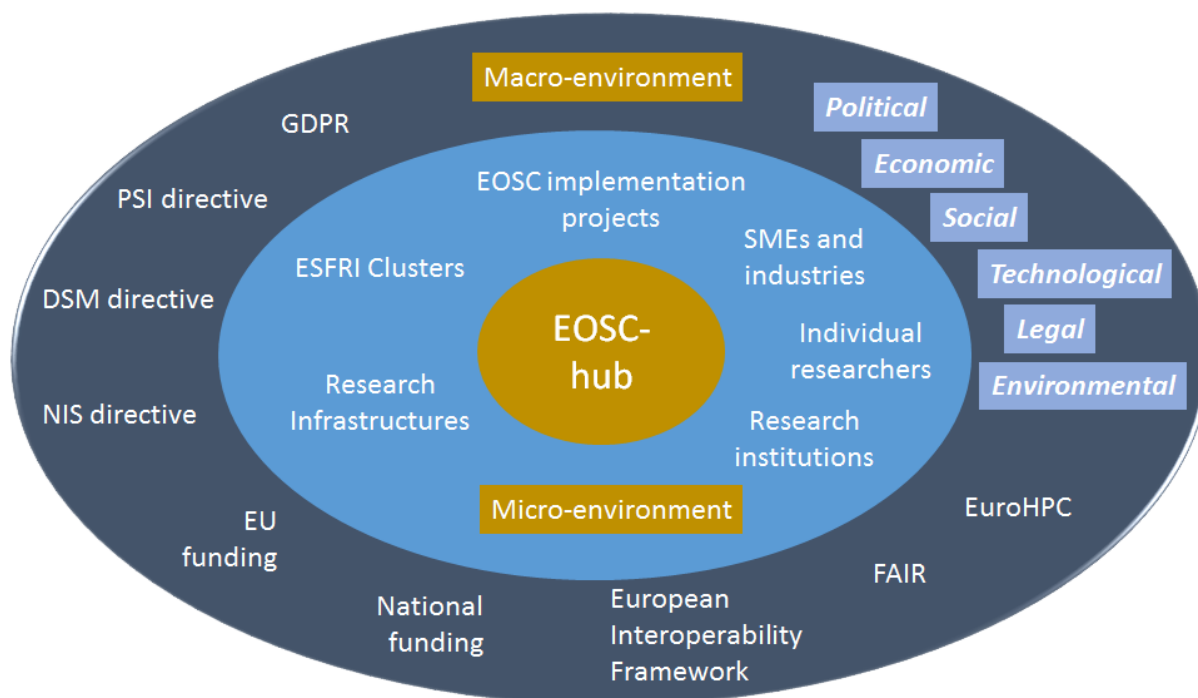 Macro-environment
Political
GDPR
Economic
EOSC implementation
projects
PSI directive
Social
SMEs and
industries
ESFRI Clusters
Technological
DSM directive
EOSC-
hub
Legal
Individual
researchers
Research
Infrastructures
Environmental
NIS directive
Research
institutions
Micro-environment
EuroHPC
EU
funding
FAIR
National
funding
European
Interoperability
Framework